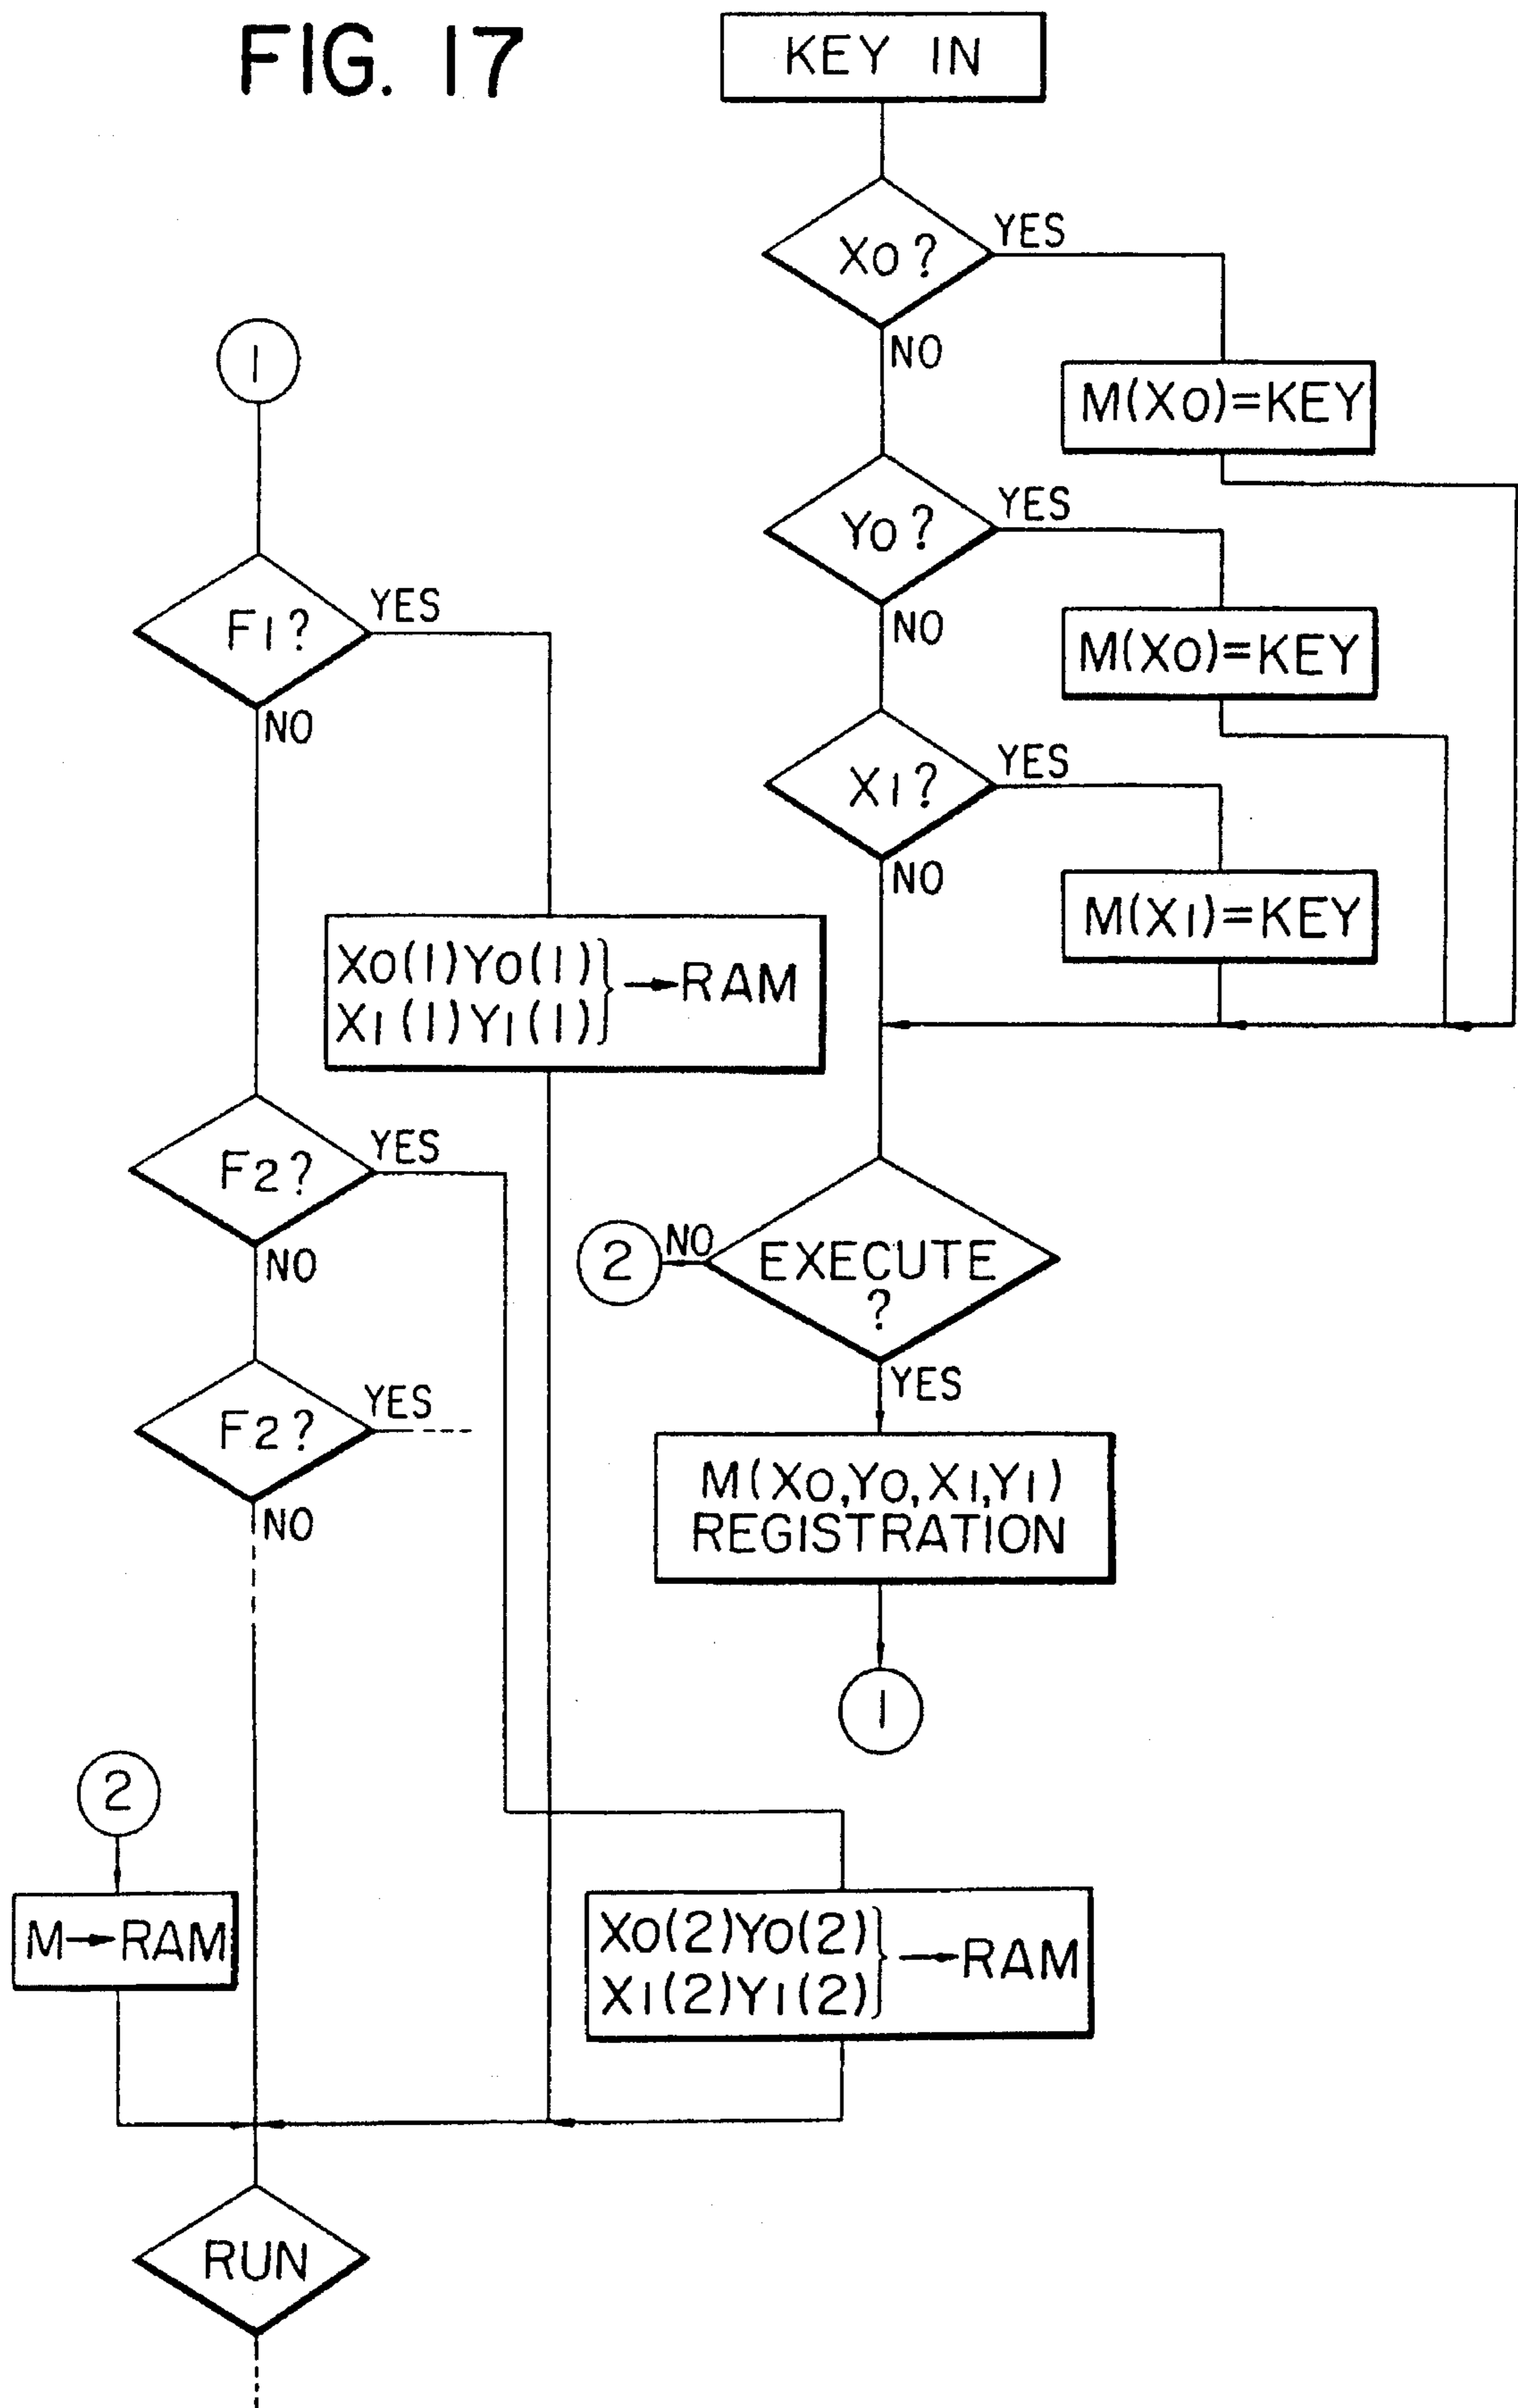 FIG. 17
KEY IN
X0?
YES
NO
M(X0)=KEY
Y0?
YES
NO
M(X0)=KEY
X1?
YES
NO
M(X1)=KEY
EXECUTE
?
NO
2
YES
M(X0,Y0,X1,Y1)
REGISTRATION
1
1
F1?
YES
NO
X0(1)Y0(1)
X1(1)Y1(1)
→RAM
F2?
YES
NO
F2?
YES
NO
2
M→RAM
X0(2)Y0(2)
X1(2)Y1(2)
→RAM
RUN